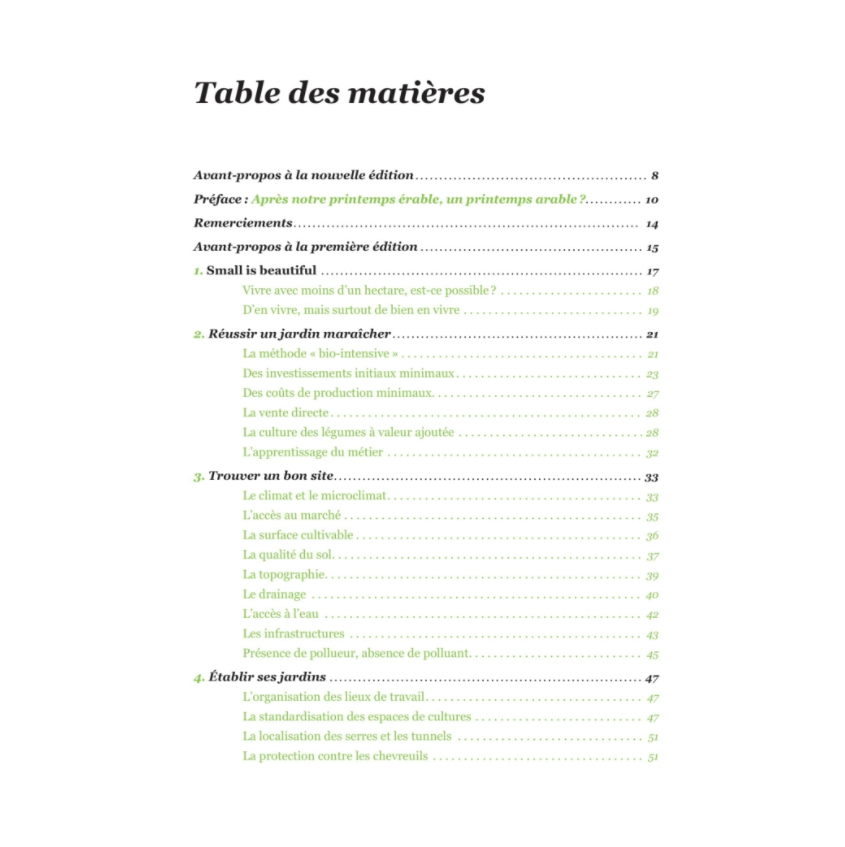 Table des matières
Avant-propos à la nouvelle édition 8
Préface : Après notre printemps érable, un printemps arable ? 10
Remerciements 14
Avant-propos à la première édition 15
1. Small is beautiful 17
Vivre avec moins d'un hectare, est-ce possible ? 18
D'en vivre, mais surtout de bien en vivre 19
2. Réussir un jardin maraîcher 21
La méthode « bio-intensive » 21
Des investissements initiaux minimaux 23
Des coûts de production minimaux 27
La vente directe 28
La culture des légumes à valeur ajoutée 28
L'apprentissage du métier 32
3. Trouver un bon site 33
Le climat et le microclimat 33
L'accès au marché 35
La surface cultivable 36
La qualité du sol 37
La topographie 39
Le drainage 40
L'accès à l'eau 42
Les infrastructures 43
Présence de pollueur, absence de polluant 45
4. Établir ses jardins 47
L'organisation des lieux de travail 47
La standardisation des espaces de cultures 47
La localisation des serres et les tunnels 51
La protection contre les chevreuils 51